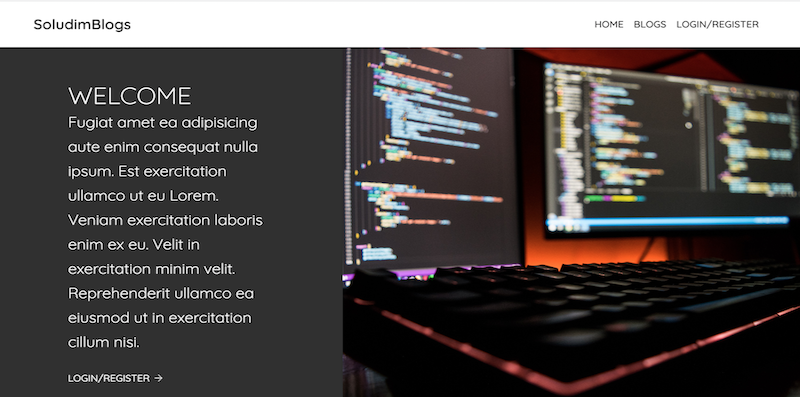 SoludimBlogs
HOME BLOGS LOGIN/REGISTER
WELCOME
Fugiat amet ea adipisicing
aute enim consequat nulla
ipsum. Est exercitation
ullamco ut eu Lorem.
Veniam exercitation laboris
enim ex eu. Velit in
exercitation minim velit.
Reprehenderit ullamco ea
eiusmod ut in exercitation
cillum nisi.
LOGIN/REGISTER →